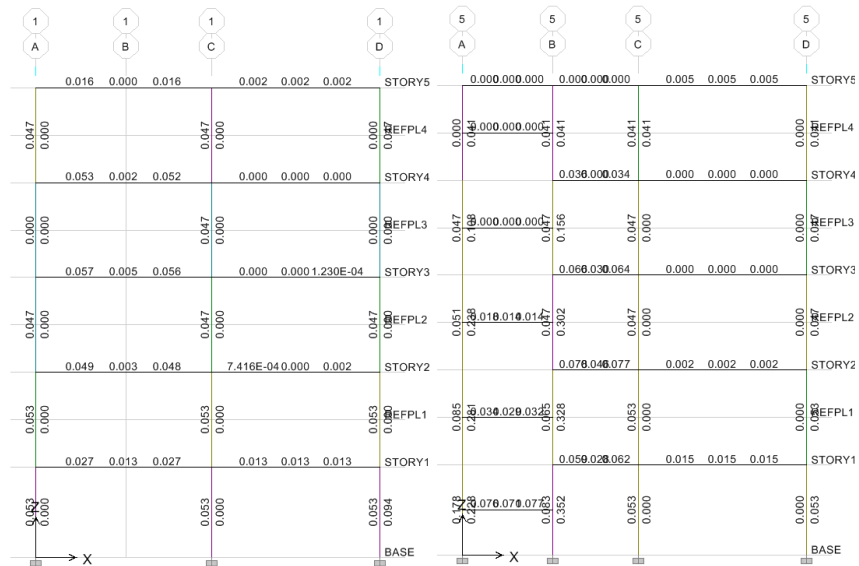 1 1 1 5 5 5 5
A B C D A B C D
0.016 0.000 0.016 0.002 0.002 0.002 STORY5 0.000 0.000 0.000 0.000 0.000 0.000 0.005 0.005 0.005 STORY5
0.047 0.000 0.047 0.000 0.000 REFPL4 0.000 0.041 0.000 0.000 0.000 0.041 0.041 0.041 0.041 0.000 REFPL4
0.053 0.002 0.052 0.000 0.000 0.000 STORY4 0.036 0.000 0.034 0.000 0.000 0.000 STORY4
0.000 0.000 0.047 0.000 0.000 REFPL3 0.047 0.000 0.000 0.000 0.047 0.156 0.047 0.000 0.000 REFPL3
0.057 0.005 0.056 0.000 0.000 1.230E-04 STORY3 0.066 0.030 0.064 0.000 0.000 0.000 STORY3
0.047 0.000 0.047 0.000 0.047 REFPL2 0.051 0.018 0.014 0.014 0.047 0.302 0.047 0.000 0.000 REFPL2
0.049 0.003 0.048 7.416E-04 0.000 0.002 STORY2 0.078 0.046 0.077 0.002 0.002 0.002 STORY2
0.053 0.000 0.053 0.000 0.053 REFPL1 0.085 0.034 0.029 0.032 0.328 0.053 0.000 0.000 REFPL1
0.027 0.013 0.027 0.013 0.013 0.013 STORY1 0.059 0.028 0.062 0.015 0.015 0.015 STORY1
0.053 0.000 0.053 0.000 0.053 0.094 0.178 0.076 0.071 0.077 0.083 0.352 0.053 0.000 0.000 0.053
Z Z
X BASE X BASE